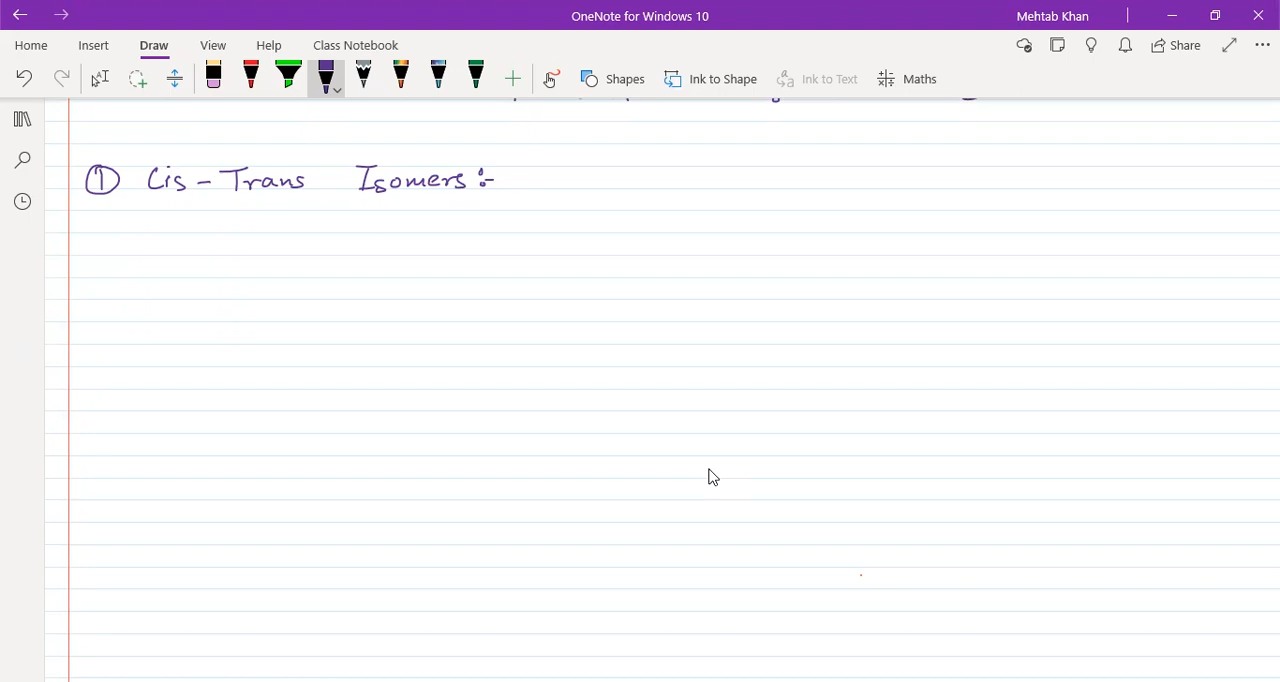 OneNote for Windows 10 Mehtab Khan
Home Insert Draw View Help Class Notebook Share
Shapes Ink to Shape Ink to Text Maths
① Cis - Trans Isomers :-